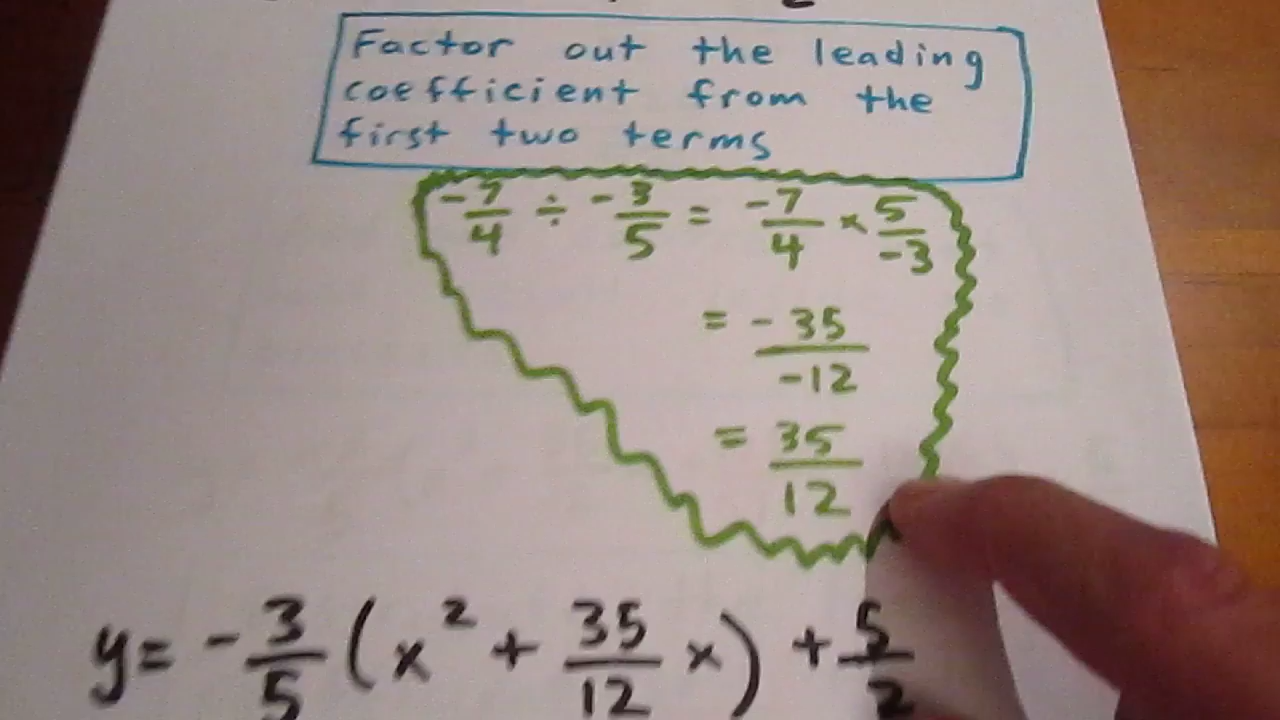 Factor out the leading
coefficient from the
first two terms
-7/4 ÷ -3/5 = -7/4 × 5/-3
= -35/-12
= 35/12
y = -3/5 (x² + 35/12 x) + 5/2